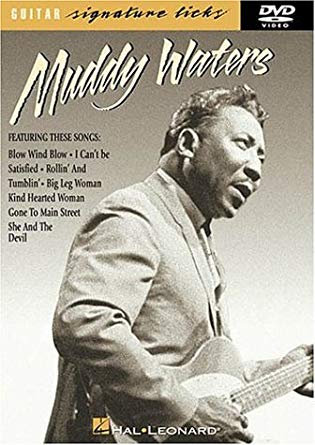 GUITAR signature licks
DVD
VIDEO
Muddy Waters
FEATURING THESE SONGS:
Blow Wind Blow • I Can't be
Satisfied • Rollin' And
Tumblin' • Big Leg Woman
Kind Hearted Woman
Gone To Main Street
She And The
Devil
HAL•LEONARD®